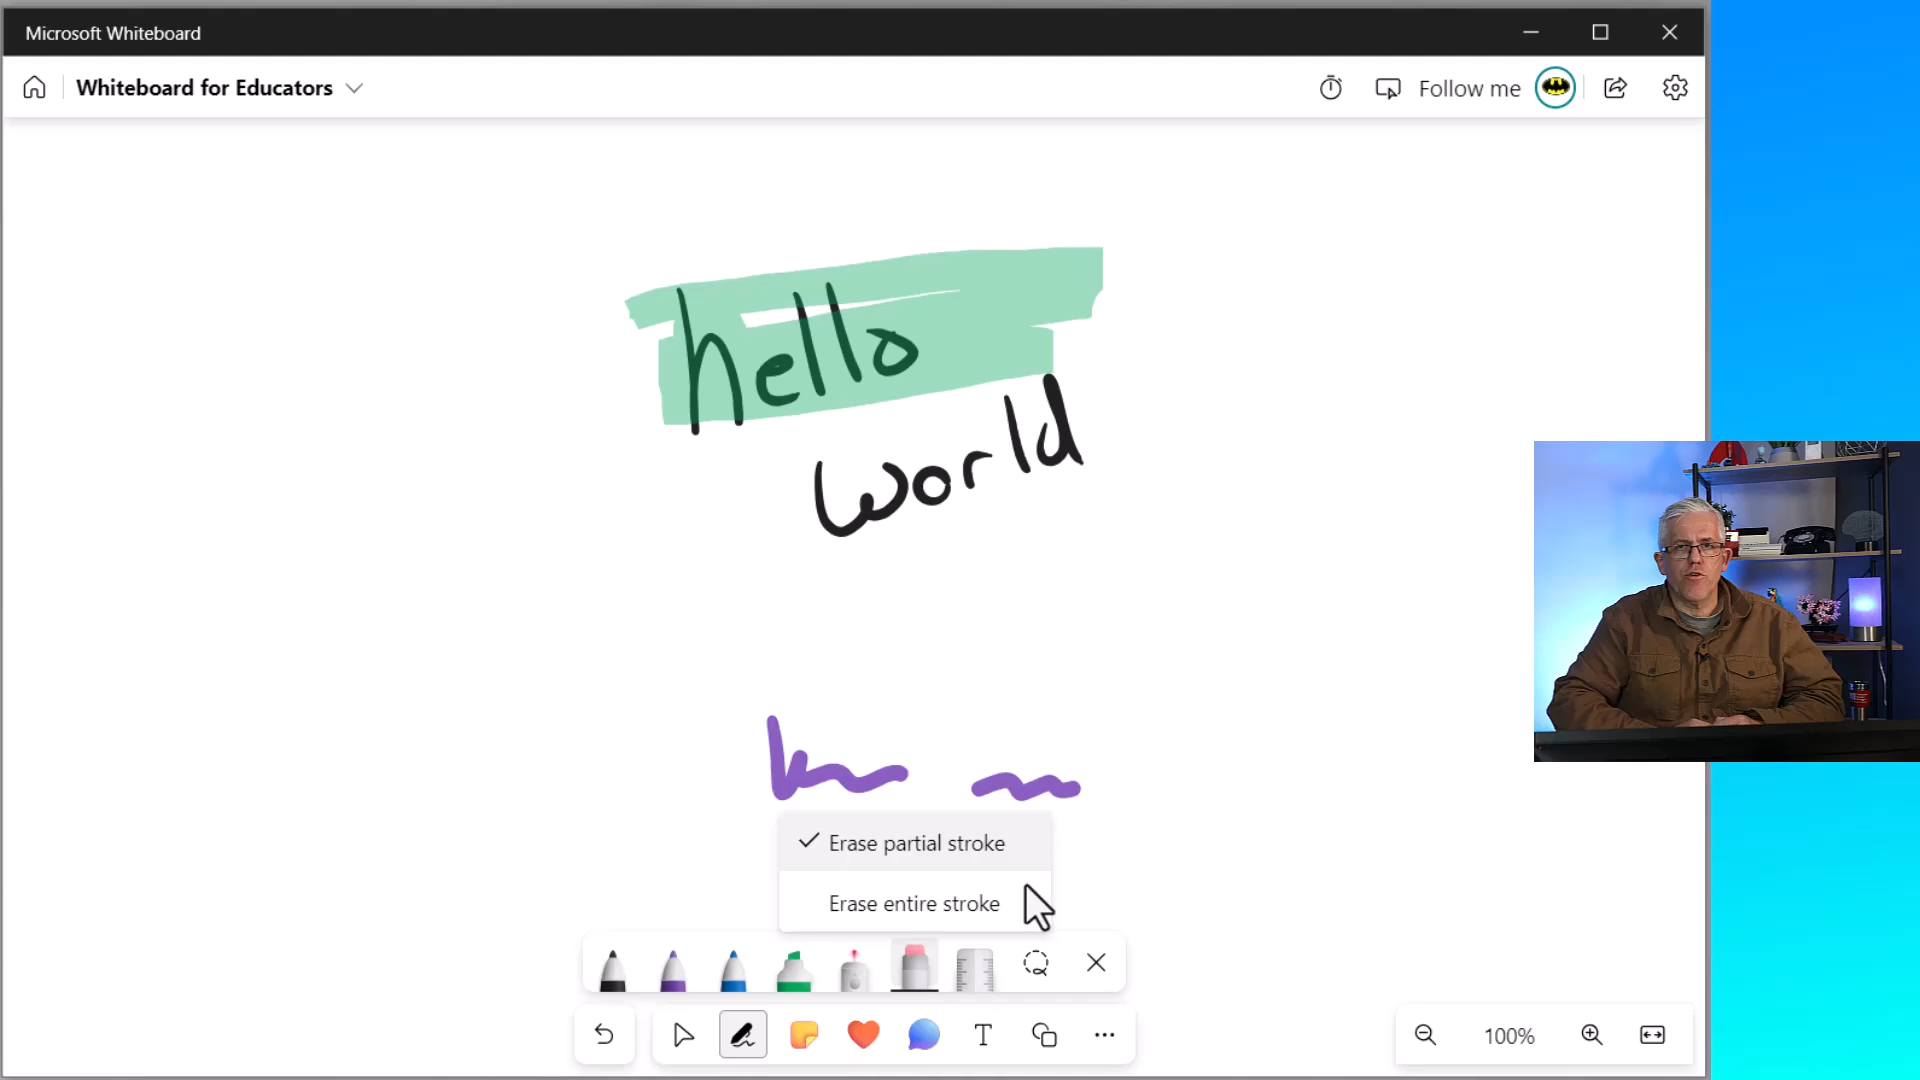 Microsoft Whiteboard
Whiteboard for Educators
Follow me
hello
world
Erase partial stroke
Erase entire stroke
T
100%